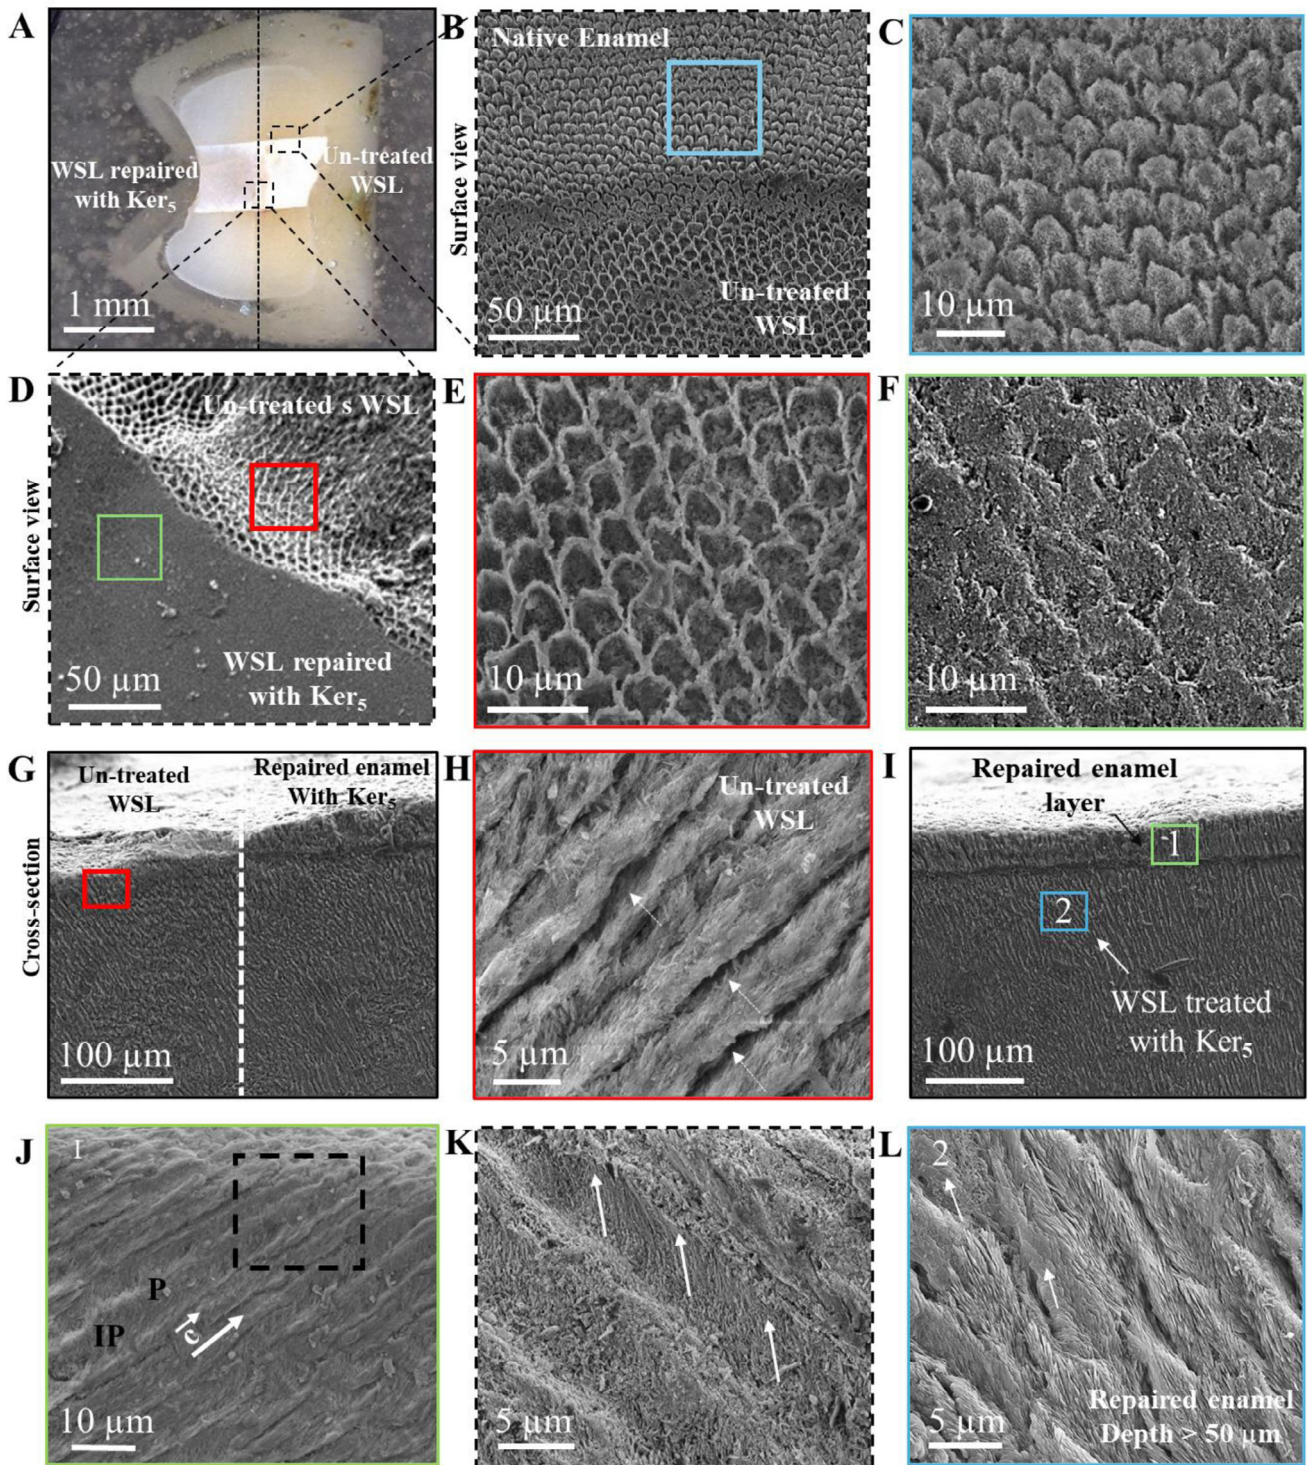 A
WSL repaired
with Ker₅
Un-treated
WSL
1 mm
B
Native Enamel
Surface view
Un-treated
WSL
50 µm
C
10 µm
D
Un-treated s WSL
Surface view
WSL repaired
with Ker₅
50 µm
E
10 µm
F
10 µm
G
Un-treated
WSL
Repaired enamel
With Ker₅
Cross-section
100 µm
H
Un-treated
WSL
5 µm
I
Repaired enamel
layer
1
2
WSL treated
with Ker₅
100 µm
J
1
P
IP
c
10 µm
K
5 µm
L
2
Repaired enamel
Depth > 50 µm
5 µm